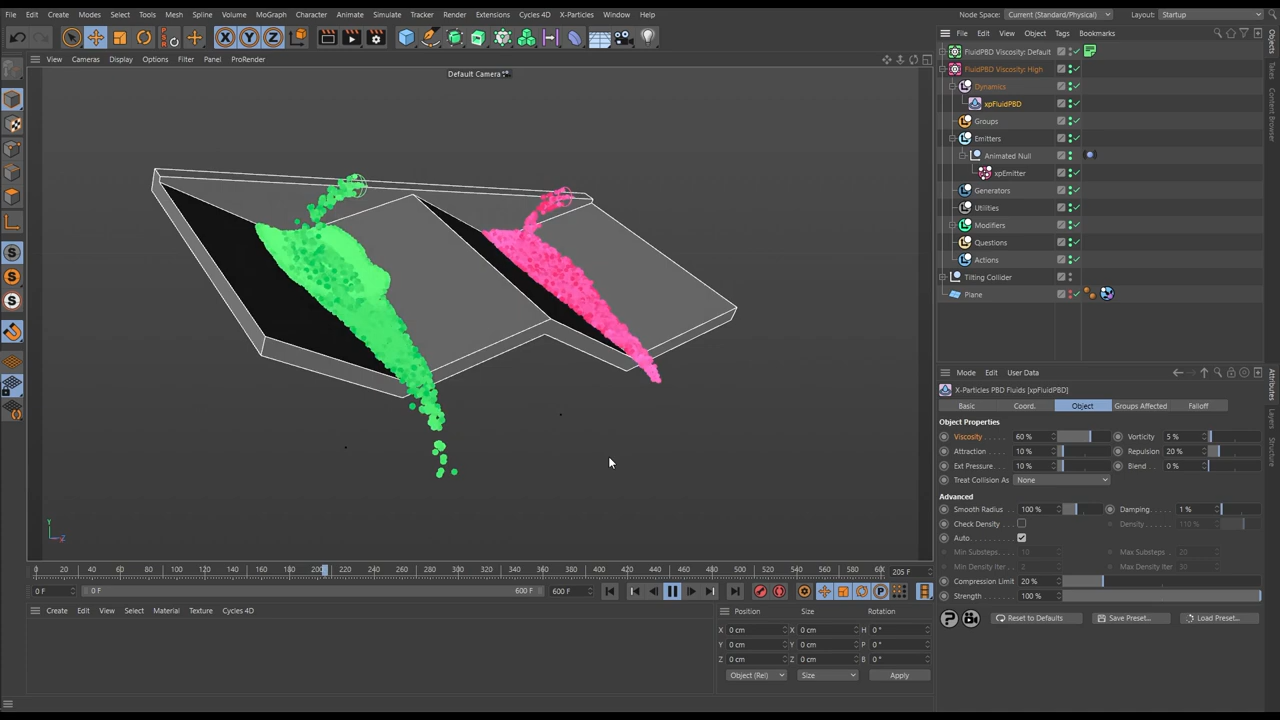 File Edit Create Modes Select Tools Mesh Spline Volume MoGraph Character Animate Simulate Tracker Render Extensions Cycles 4D X-Particles Window Help
Node Space: Current (Standard/Physical) Layout: Startup
File Edit View Object Tags Bookmarks
View Cameras Display Options Filter Panel ProRender
Default Camera
FluidPBD Viscosity: Default
FluidPBD Viscosity: High
Dynamics
xpFluidPBD
Groups
Emitters
Animated Null
xpEmitter
Generators
Utilities
Modifiers
Questions
Actions
Tilting Collider
Plane
Objects
Takes
Content Browser
Attributes
Layers
Structure
Mode Edit User Data
X-Particles PBD Fluids [xpFluidPBD]
Basic Coord. Object Groups Affected Falloff
Object Properties
Viscosity 60 % Vorticity 5 %
Attraction 10 % Repulsion 20 %
Ext Pressure 10 % Blend 0 %
Treat Collision As None
Advanced
Smooth Radius 100 % Damping 1 %
Check Density Density 110 %
Auto
Min Substeps 10 Max Substeps 20
Min Density Iter 2 Max Density Iter 30
Compression Limit 20 %
Strength 100 %
Reset to Defaults Save Preset... Load Preset...
Y
Z
0 20 40 60 80 100 120 140 160 180 200 220 240 260 280 300 320 340 360 380 400 420 440 460 480 500 520 540 560 580 600 205 F
0 F 0 F 600 F 600 F
Create Edit View Select Material Texture Cycles 4D
Position Size Rotation
X 0 cm X 0 cm H 0 °
Y 0 cm Y 0 cm P 0 °
Z 0 cm Z 0 cm B 0 °
Object (Rel) Size Apply